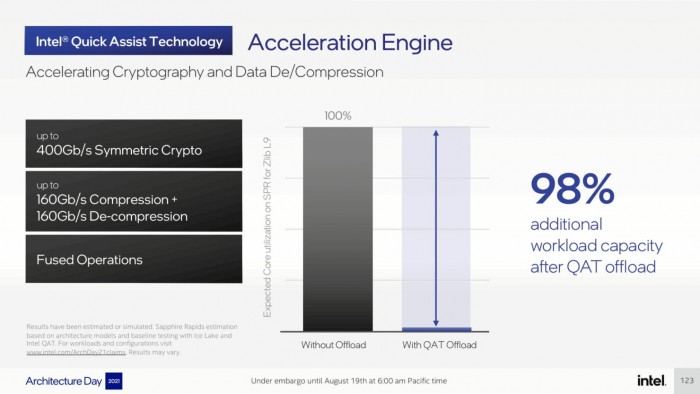 Intel® Quick Assist Technology
Acceleration Engine
Accelerating Cryptography and Data De/Compression
up to
400Gb/s Symmetric Crypto
up to
160Gb/s Compression +
160Gb/s De-compression
Fused Operations
Expected Core utilization on SPR for Zlib L9
100%
Without Offload
With QAT Offload
98%
additional
workload capacity
after QAT offload
Results have been estimated or simulated. Sapphire Rapids estimation
based on architecture models and baseline testing with Ice Lake and
Intel QAT. For workloads and configurations visit
www.intel.com/ArchDay21claims. Results may vary.
Architecture Day 2021
Under embargo until August 19th at 6:00 am Pacific time
intel.
123